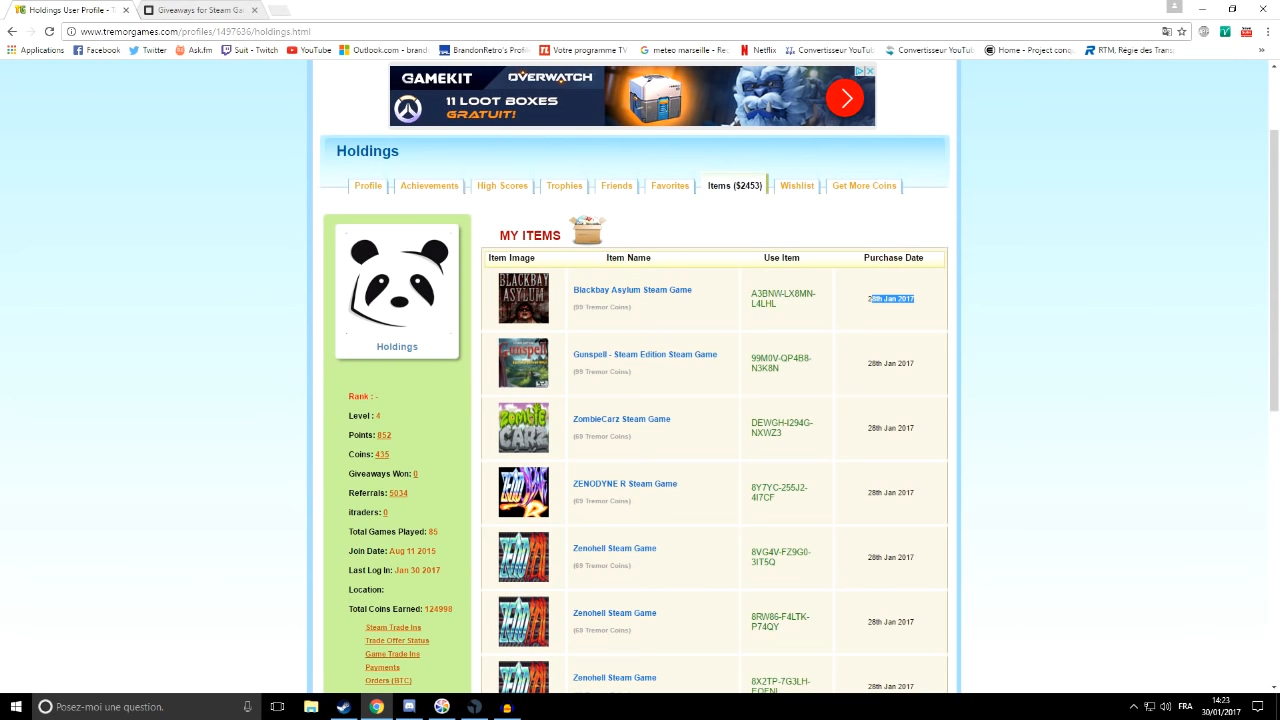 Holdings - Tremor Games
Giveaways for Steam Gam
www.tremorgames.com/profiles/1497636/holdings.html
Applications Facebook Twitter Ask.fm Suit - Twitch YouTube Outlook.com - brand BrandonRetro's Profil Votre programme TV meteo marseille - Re Netflix Convertisseur YouTub Convertisseur YouTub Home - Project conq RTM, Régie des Trans
GAMEKIT OVERWATCH
11 LOOT BOXES
GRATUIT!
Holdings
Profile Achievements High Scores Trophies Friends Favorites Items ($2453) Wishlist Get More Coins
Holdings
Rank : -
Level : 4
Points: 852
Coins: 435
Giveaways Won: 0
Referrals: 5034
itraders: 0
Total Games Played: 85
Join Date: Aug 11 2015
Last Log In: Jan 30 2017
Location:
Total Coins Earned: 124998
Steam Trade Ins
Trade Offer Status
Game Trade Ins
Payments
Orders (BTC)
MY ITEMS
Item Image Item Name Use Item Purchase Date
BLACKBAY
ASYLUM
Blackbay Asylum Steam Game
(99 Tremor Coins)
A3BNW-LX8MN-
L4LHL
28th Jan 2017
Gunspell
Gunspell - Steam Edition Steam Game
(99 Tremor Coins)
99M0V-QP4B8-
N3K8N
28th Jan 2017
ZOMBIE
CARZ
ZombieCarz Steam Game
(69 Tremor Coins)
DEWGH-I294G-
NXWZ3
28th Jan 2017
ZENODYNE R Steam Game
(69 Tremor Coins)
8Y7YC-255J2-
4I7CF
28th Jan 2017
Zenohell Steam Game
(69 Tremor Coins)
8VG4V-FZ9G0-
3IT5Q
28th Jan 2017
Zenohell Steam Game
(69 Tremor Coins)
8RW86-F4LTK-
P74QY
28th Jan 2017
Zenohell Steam Game
8X2TP-7G3LH-
28th Jan 2017
Posez-moi une question.
FRA
14:23
30/01/2017